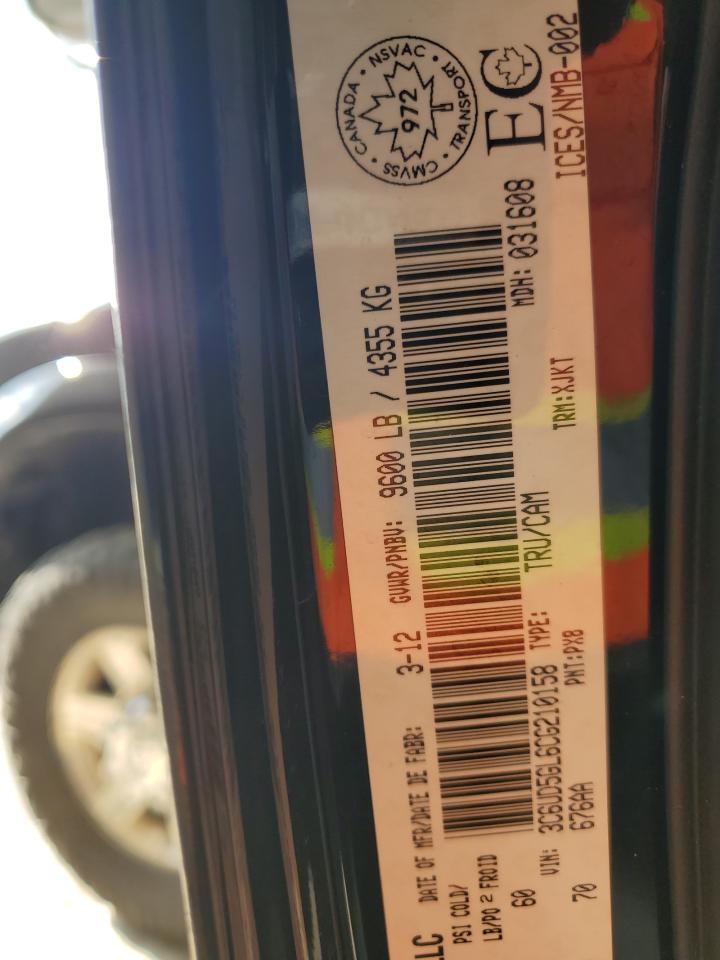 LLC
DATE OF MFR/DATE DE FABR: 3-12 GVWR/PNBV: 9600 LB / 4355 KG
PSI COLD/
LB/PO 2 FROID
60
70
VIN: 3C6UD5GL6CG210158 TYPE: TRU/CAM MDH: 031608
676AA PNT:PX8 TRM:XJKT ICES/NMB-002
CANADA • NSVAC • TRANSPORT • CMVSS •
972
EC